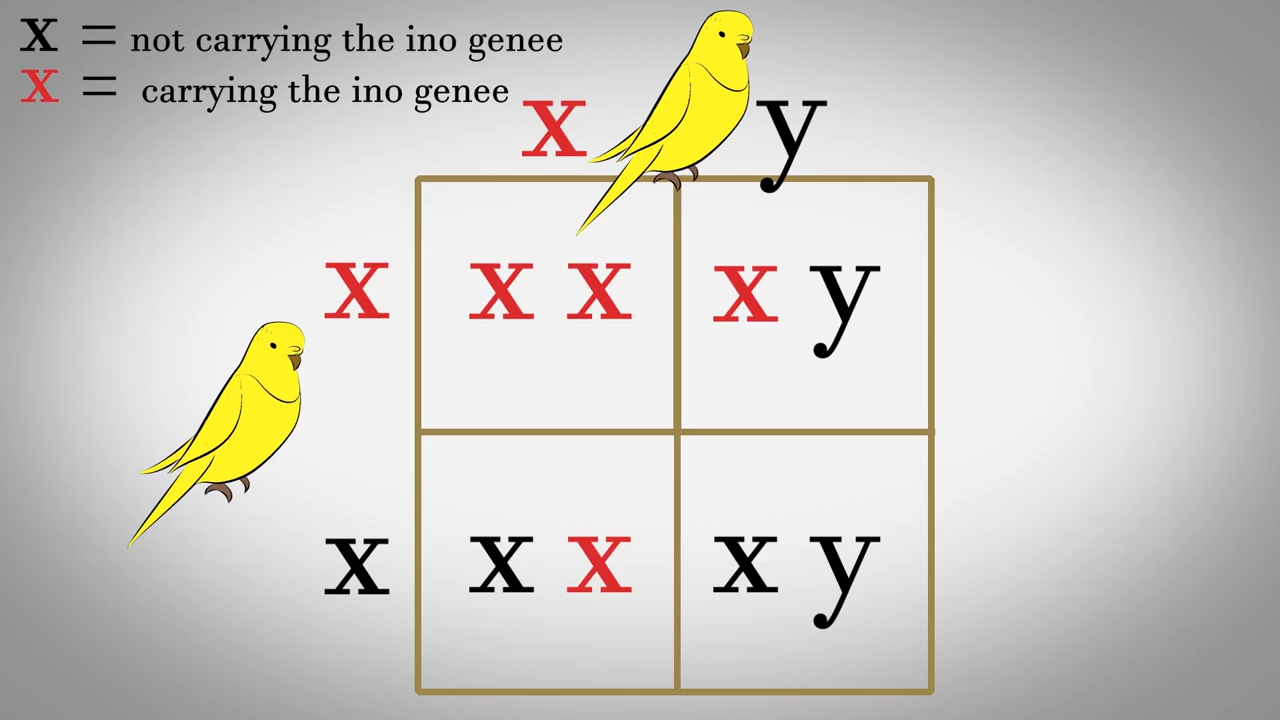 x = not carrying the ino genee
x = carrying the ino genee
x y
x x x x y
x x x x y